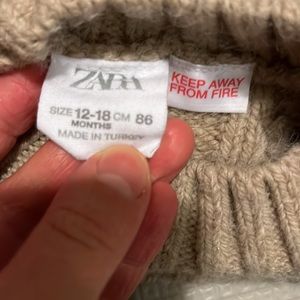 ZARA
SIZE 12-18 CM 86
MONTHS
MADE IN TURKEY
KEEP AWAY
FROM FIRE